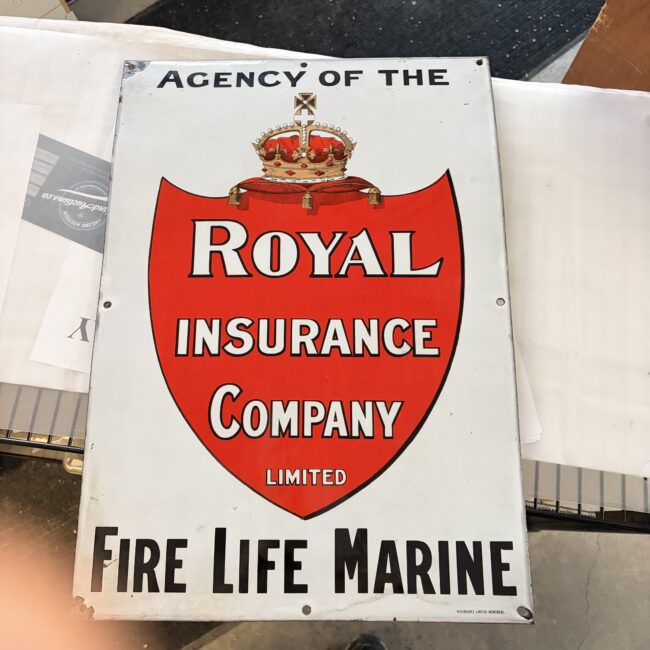 AGENCY OF THE
ROYAL
INSURANCE
COMPANY
LIMITED
FIRE LIFE MARINE